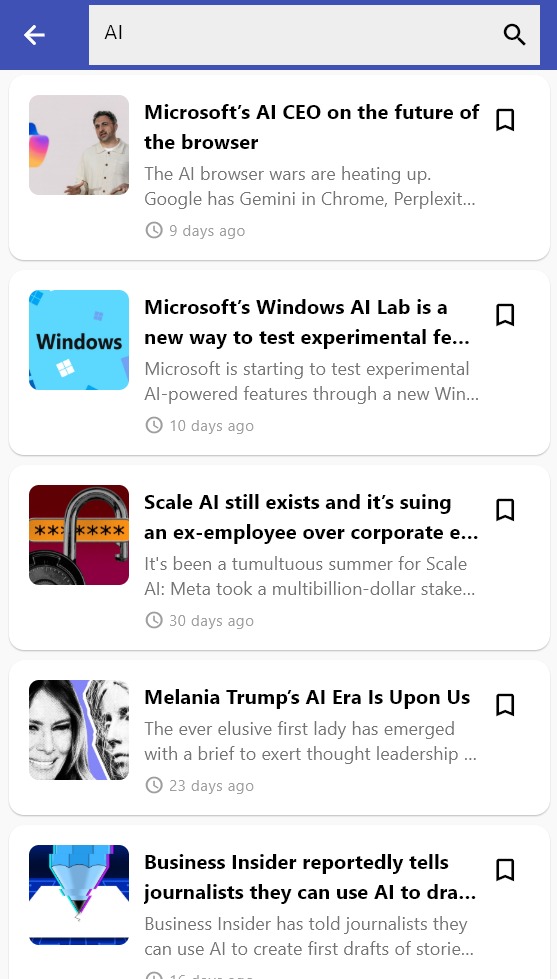 AI
Microsoft's AI CEO on the future of
the browser
The AI browser wars are heating up.
Google has Gemini in Chrome, Perplexit...
9 days ago
Windows
Microsoft's Windows AI Lab is a
new way to test experimental fe...
Microsoft is starting to test experimental
AI-powered features through a new Win...
10 days ago
Scale AI still exists and it's suing
an ex-employee over corporate e...
It's been a tumultuous summer for Scale
AI: Meta took a multibillion-dollar stake...
30 days ago
Melania Trump's AI Era Is Upon Us
The ever elusive first lady has emerged
with a brief to exert thought leadership ...
23 days ago
Business Insider reportedly tells
journalists they can use AI to dra...
Business Insider has told journalists they
can use AI to create first drafts of storie...
16 days ago